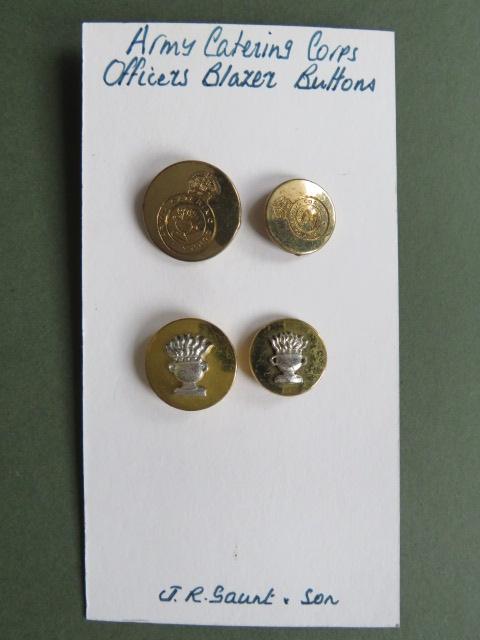 Army Catering Corps
Officers Blazer Buttons
J.R.Gaunt & Son